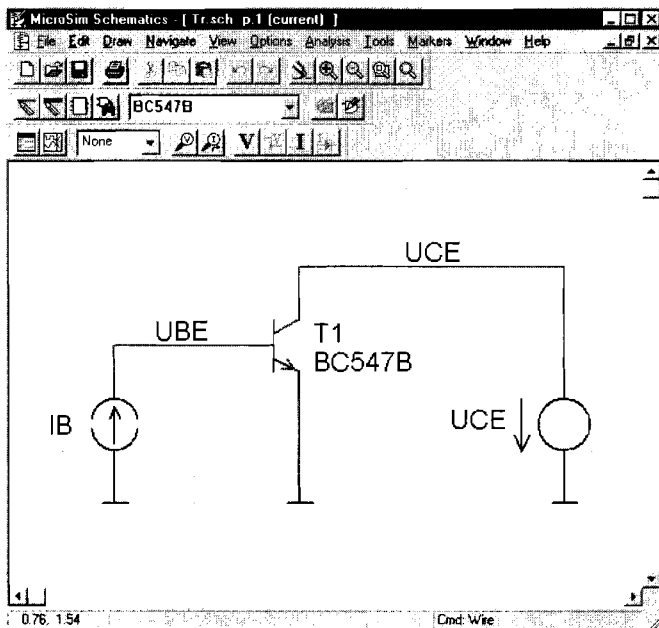 MicroSim Schematics - [ Tr.sch p.1 (current) ]
File Edit Draw Navigate View Options Analysis Tools Markers Window Help
BC547B
None V I
UCE
UBE
T1
BC547B
IB
UCE
0.76, 1.54 Cmd: Wire